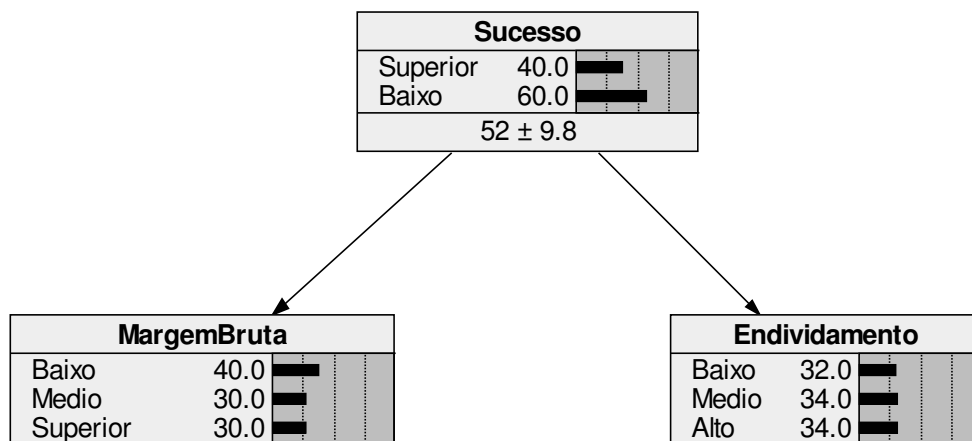 Sucesso
Superior 40.0
Baixo 60.0
52 ± 9.8
MargemBruta
Baixo 40.0
Medio 30.0
Superior 30.0
Endividamento
Baixo 32.0
Medio 34.0
Alto 34.0